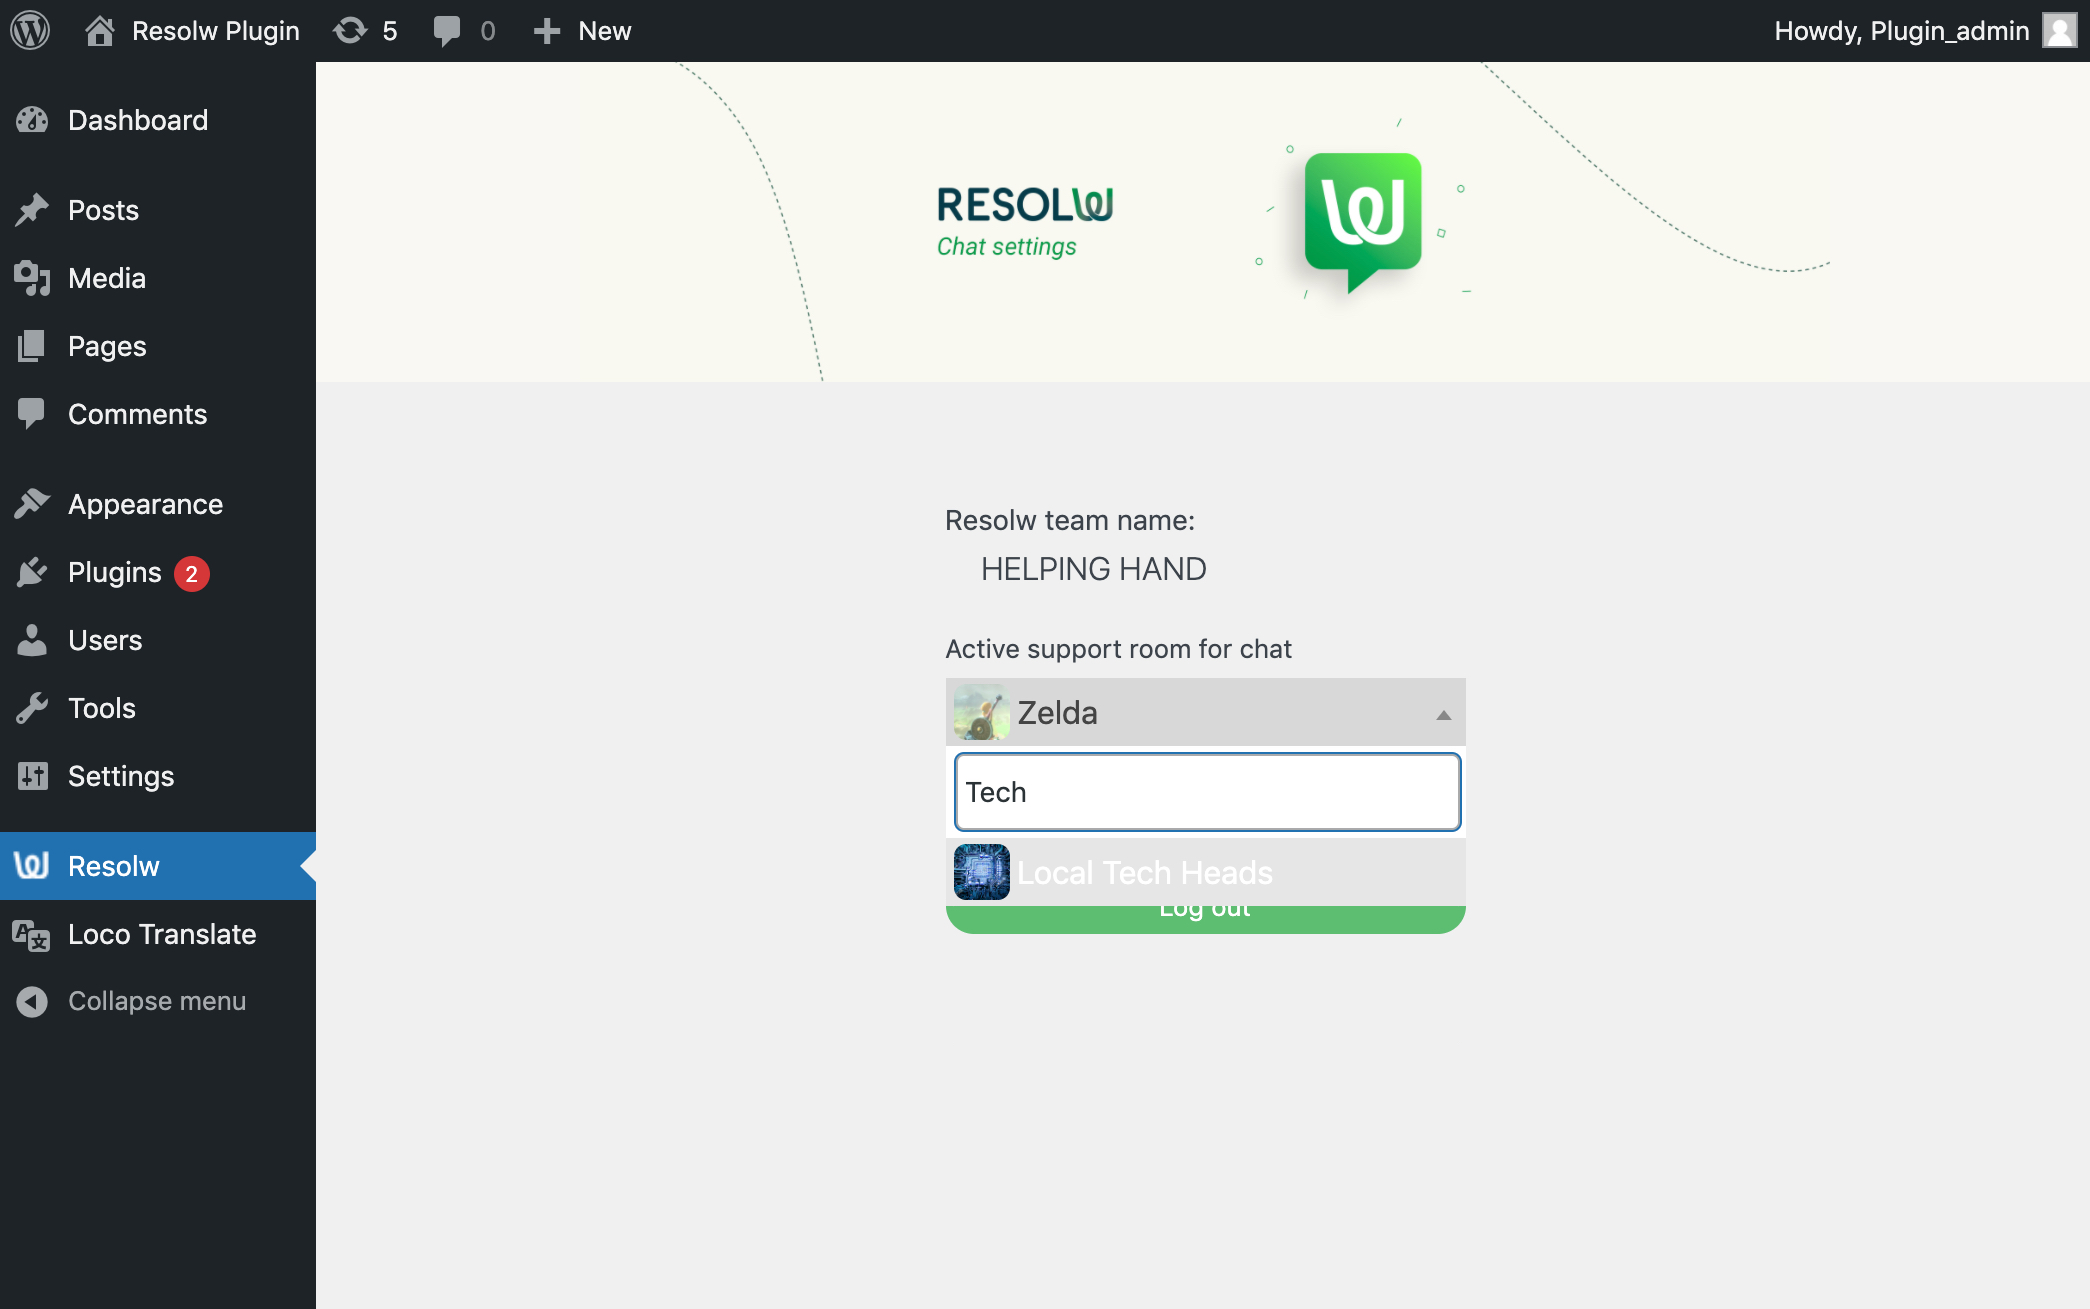 Resolw Plugin 5 0 New Howdy, Plugin_admin
Dashboard
Posts
Media
Pages
Comments
Appearance
Plugins 2
Users
Tools
Settings
Resolw
Loco Translate
Collapse menu
RESOLW
Chat settings
Resolw team name:
HELPING HAND
Active support room for chat
Zelda
Tech
Local Tech Heads
Log out